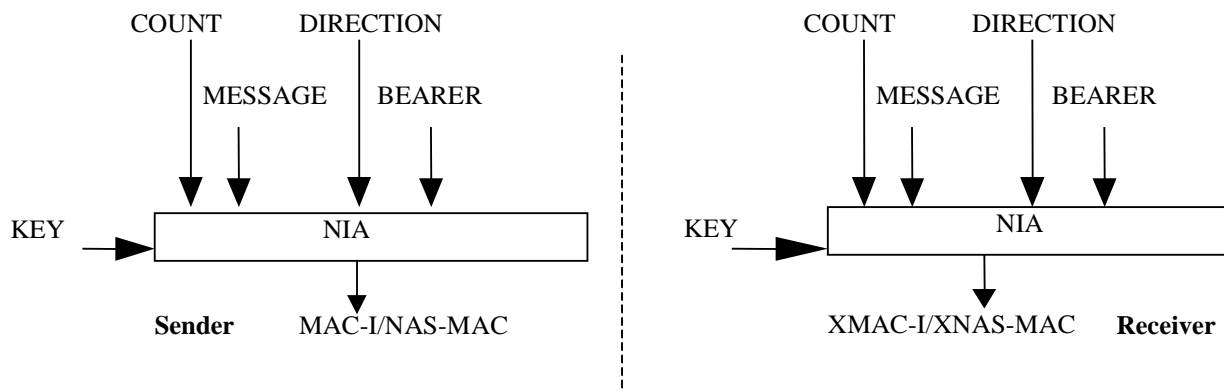 COUNT DIRECTION
MESSAGE BEARER
KEY
NIA
Sender MAC-I/NAS-MAC
COUNT DIRECTION
MESSAGE BEARER
KEY
NIA
XMAC-I/XNAS-MAC Receiver